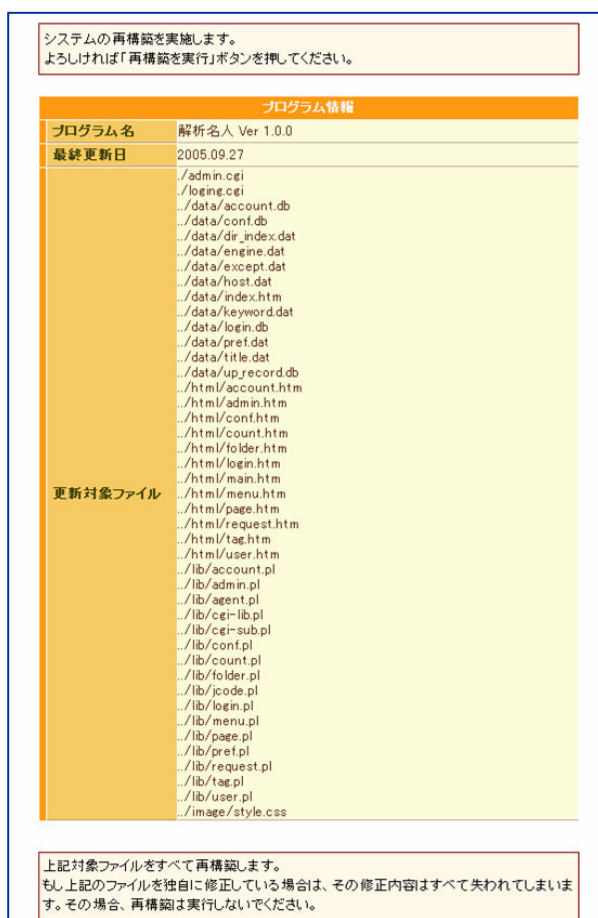 システムの再構築を実施します。
よろしければ「再構築を実行」ボタンを押してください。
プログラム情報
プログラム名 解析名人 Ver 1.0.0
最終更新日 2005.09.27
更新対象ファイル
./admin.cgi
./loging.cgi
../data/account.db
../data/conf.db
../data/dir_index.dat
../data/engine.dat
../data/except.dat
../data/host.dat
../data/index.htm
../data/keyword.dat
../data/login.db
../data/pref.dat
../data/title.dat
../data/up_record.db
../html/account.htm
../html/admin.htm
../html/conf.htm
../html/count.htm
../html/folder.htm
../html/login.htm
../html/main.htm
../html/menu.htm
../html/page.htm
../html/request.htm
../html/tag.htm
../html/user.htm
../lib/account.pl
../lib/admin.pl
../lib/agent.pl
../lib/cgi-lib.pl
../lib/cgi-sub.pl
../lib/conf.pl
../lib/count.pl
../lib/folder.pl
../lib/jcode.pl
../lib/login.pl
../lib/menu.pl
../lib/page.pl
../lib/pref.pl
../lib/request.pl
../lib/tag.pl
../lib/user.pl
../image/style.css
上記対象ファイルをすべて再構築します。
もし上記のファイルを独自に修正している場合は、その修正内容はすべて失われてしまいま
す。その場合、再構築は実行しないでください。